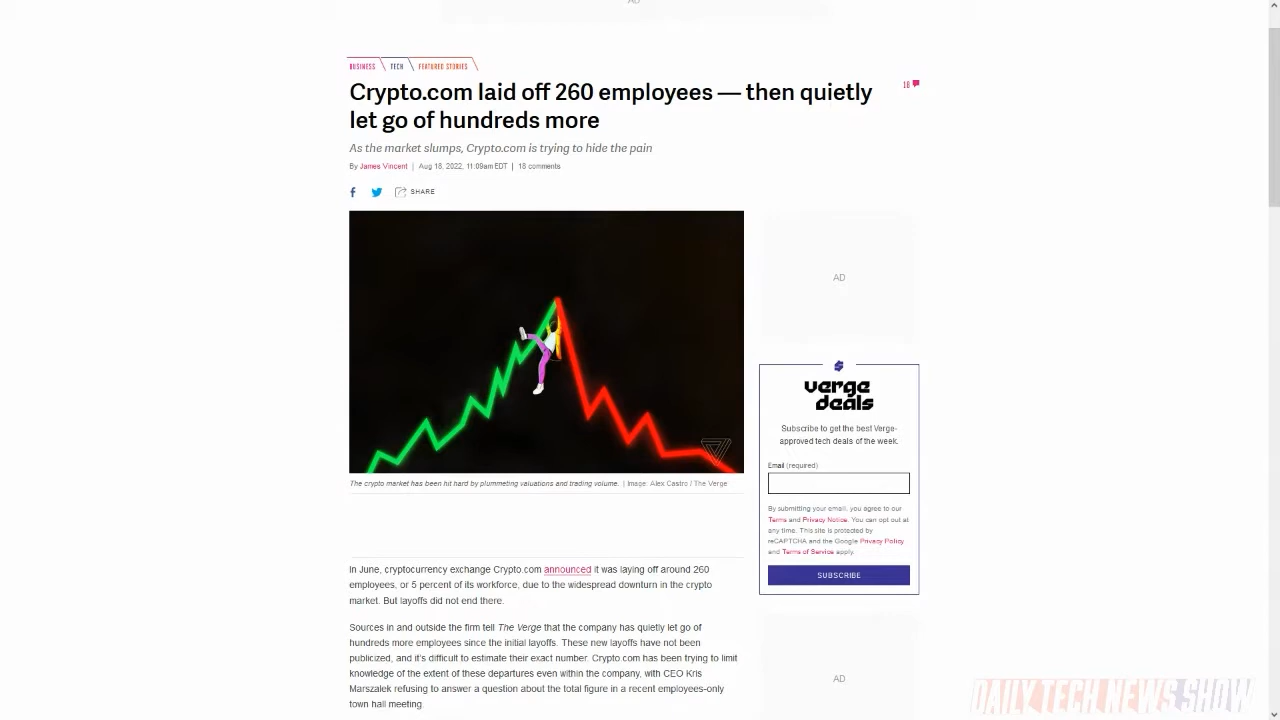 AD
BUSINESS TECH FEATURED STORIES
Crypto.com laid off 260 employees — then quietly
let go of hundreds more
18
As the market slumps, Crypto.com is trying to hide the pain
By James Vincent | Aug 18, 2022, 11:09am EDT | 18 comments
SHARE
AD
The crypto market has been hit hard by plummeting valuations and trading volume. | Image: Alex Castro / The Verge
verge
deals
Subscribe to get the best Verge-
approved tech deals of the week.
Email (required)
By submitting your email, you agree to our
Terms and Privacy Notice. You can opt out at
any time. This site is protected by
reCAPTCHA and the Google Privacy Policy
and Terms of Service apply.
SUBSCRIBE
In June, cryptocurrency exchange Crypto.com announced it was laying off around 260
employees, or 5 percent of its workforce, due to the widespread downturn in the crypto
market. But layoffs did not end there.
Sources in and outside the firm tell The Verge that the company has quietly let go of
hundreds more employees since the initial layoffs. These new layoffs have not been
publicized, and it's difficult to estimate their exact number. Crypto.com has been trying to limit
knowledge of the extent of these departures even within the company, with CEO Kris
Marszalek refusing to answer a question about the total figure in a recent employees-only
town hall meeting.
AD
DAILY TECH NEWS SHOW